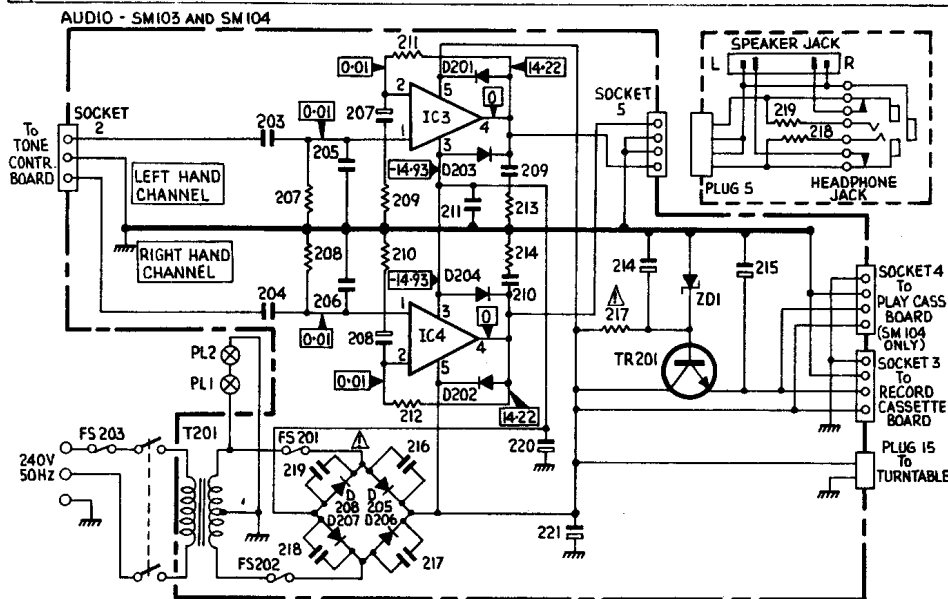 AUDIO - SM103 AND SM104
211
0·01
D201
14·22
SPEAKER JACK
L
R
SOCKET
2
To
TONE
CONTR.
BOARD
203
0·01
207
2
5
IC3
0
4
1
3
SOCKET
5
219
218
PLUG 5
HEADPHONE
JACK
205
-14·93
D203
209
LEFT HAND
CHANNEL
207
209
211
213
RIGHT HAND
CHANNEL
208
210
-14·93
D204
214
210
214
ZD1
215
SOCKET 4
To
PLAY CASS
BOARD
(SM 104
ONLY)
204
206
0·01
208
1
3
IC4
0
4
2
5
⚠
217
TR201
SOCKET 3
To
RECORD
CASSETTE
BOARD
PL2
PL1
0·01
D202
212
14·22
FS203
T201
FS201
⚠
216
220
PLUG 15
To
TURNTABLE
240V
50Hz
219
D
208
D
205
D207
D206
218
217
221
FS202